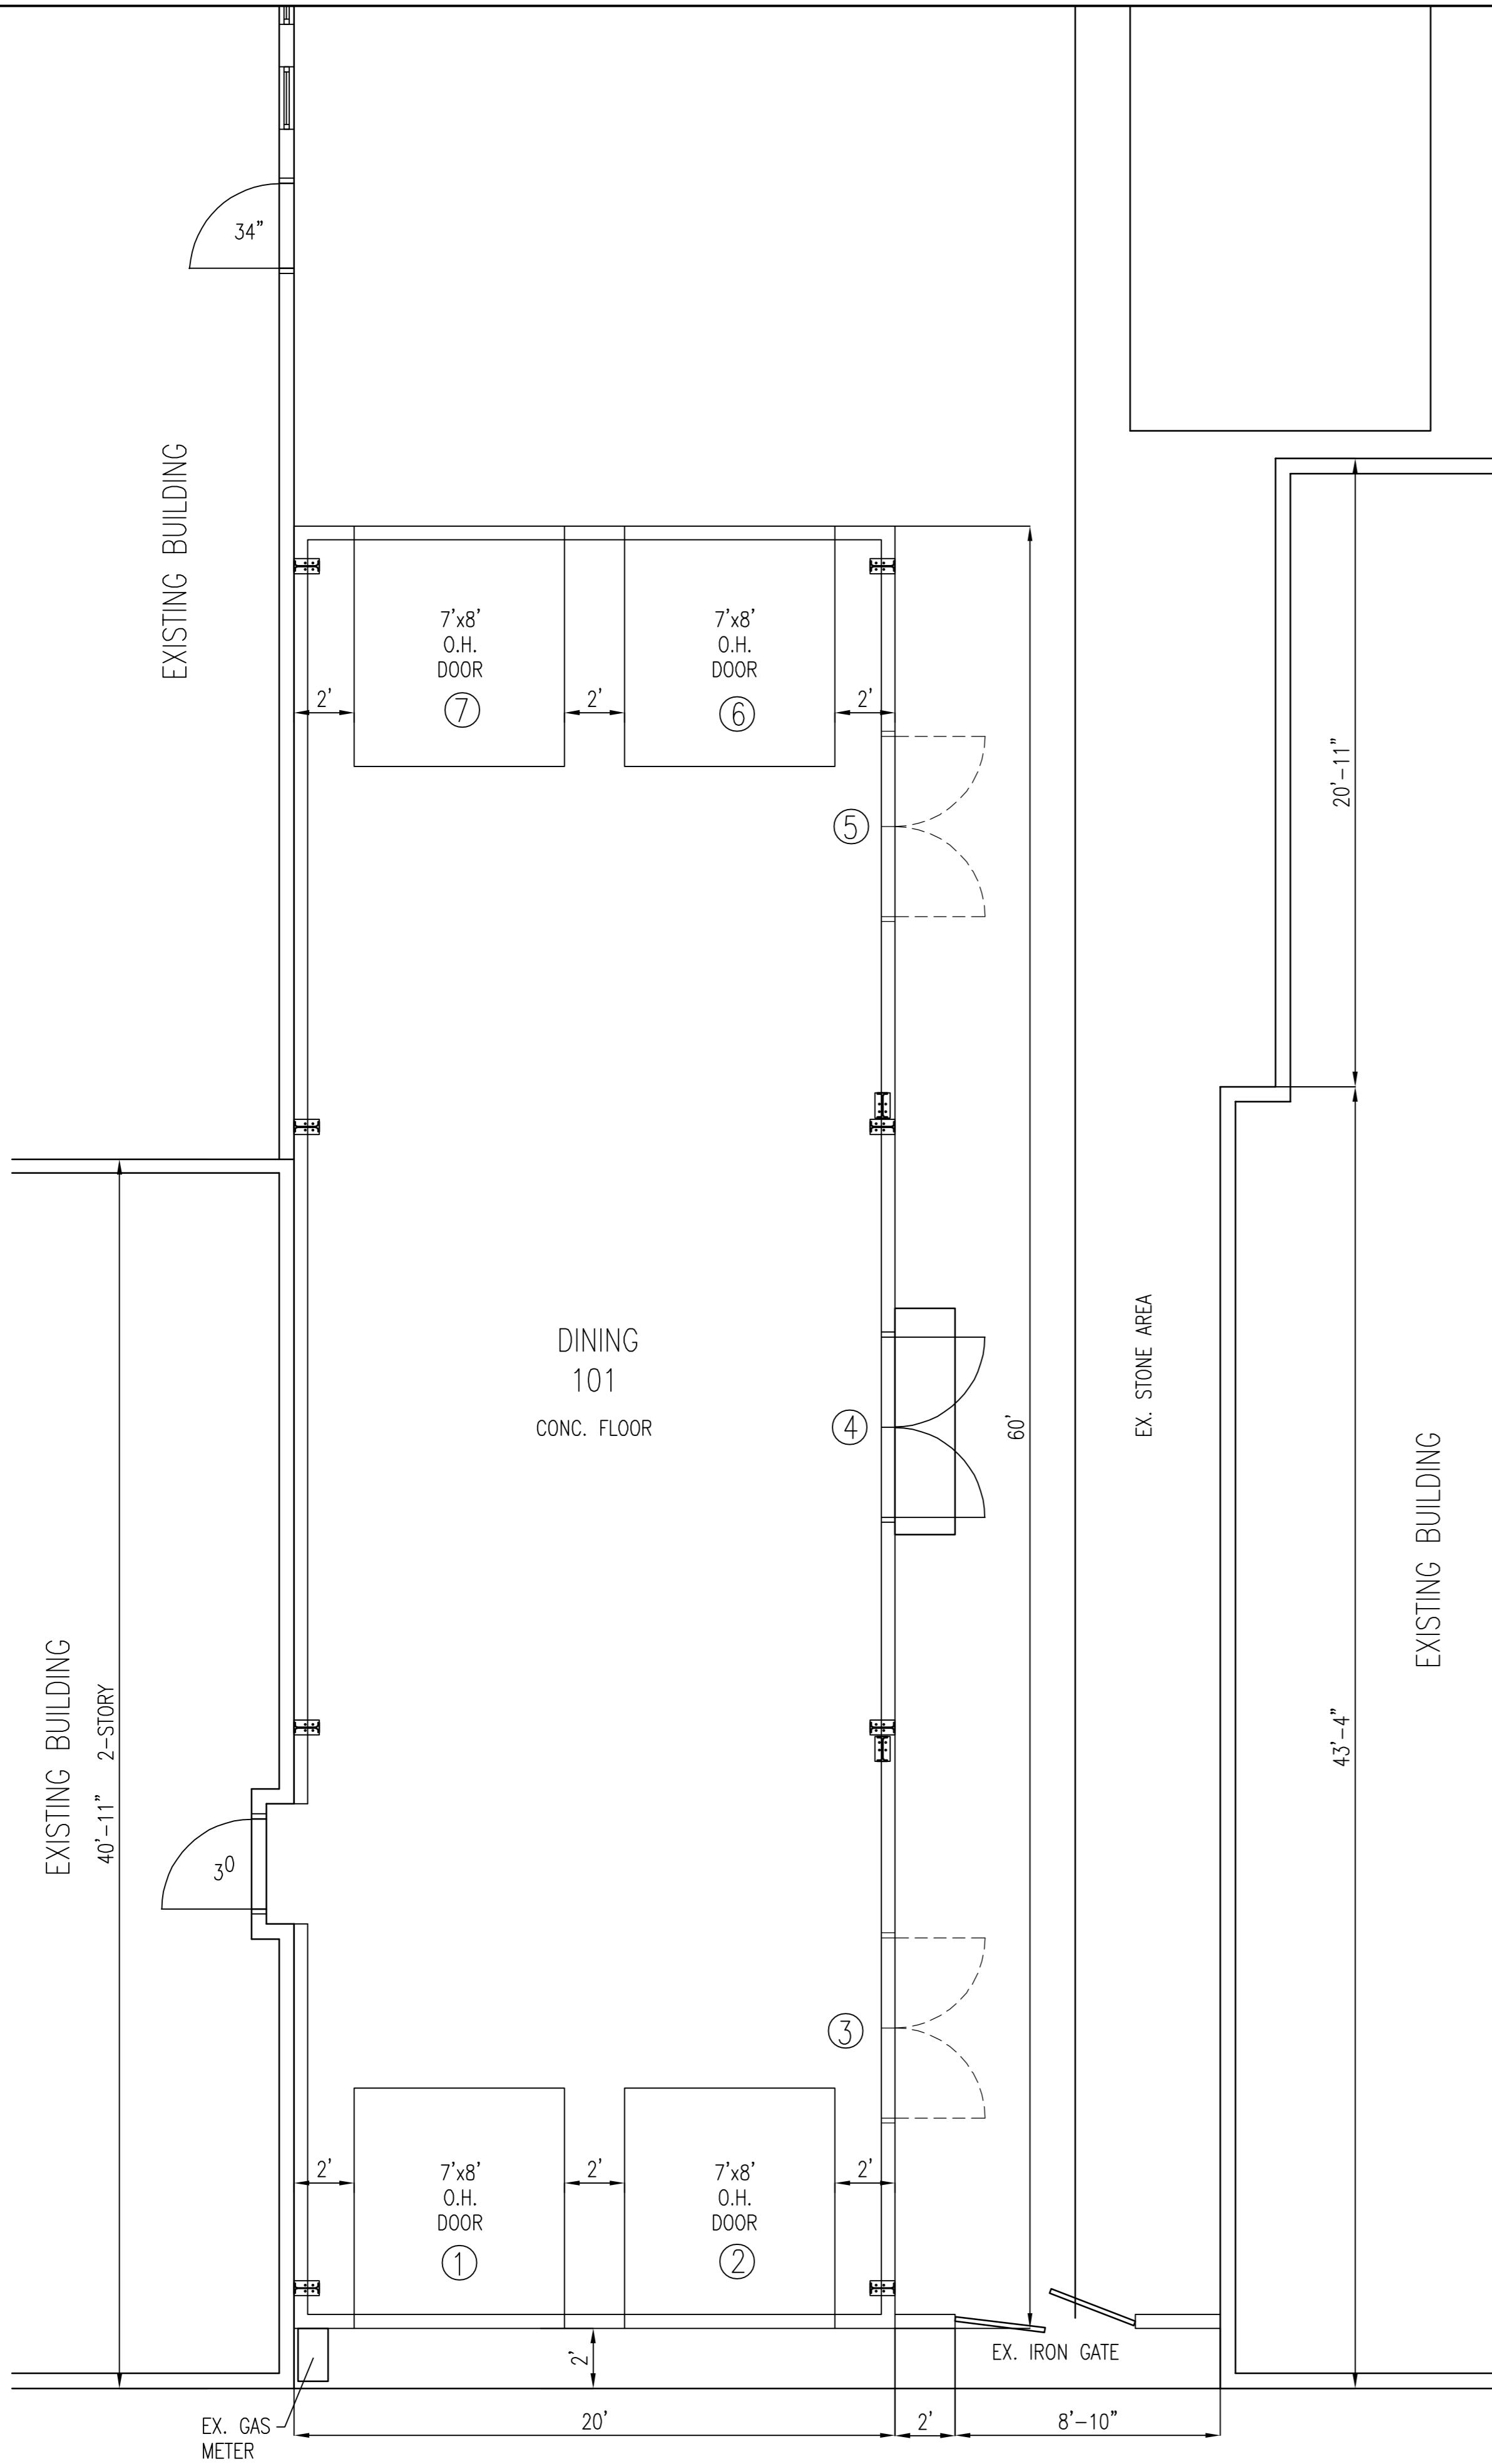 34"
EXISTING BUILDING
7'x8'
O.H.
DOOR
7
7'x8'
O.H.
DOOR
6
2'
2'
2'
5
20'-11"
DINING
101
CONC. FLOOR
4
60'
EX. STONE AREA
EXISTING BUILDING
EXISTING BUILDING
40'-11" 2-STORY
43'-4"
3⁰
3
2'
2'
2'
7'x8'
O.H.
DOOR
1
7'x8'
O.H.
DOOR
2
EX. IRON GATE
2'
EX. GAS
METER
20'
2'
8'-10"